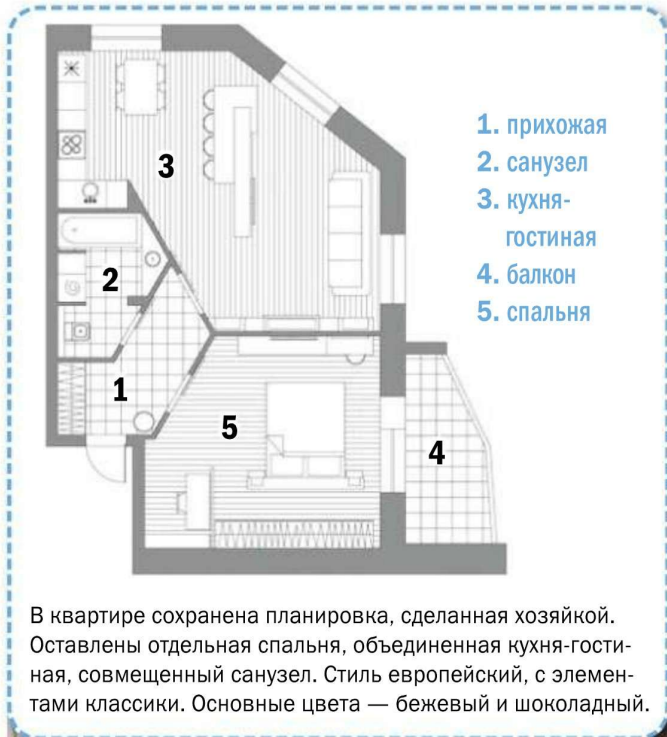 1. прихожая
2. санузел
3. кухня-
гостиная
4. балкон
5. спальня
3
2
1
5
4
В квартире сохранена планировка, сделанная хозяйкой.
Оставлены отдельная спальня, объединенная кухня-гости-
ная, совмещенный санузел. Стиль европейский, с элемен-
тами классики. Основные цвета — бежевый и шоколадный.